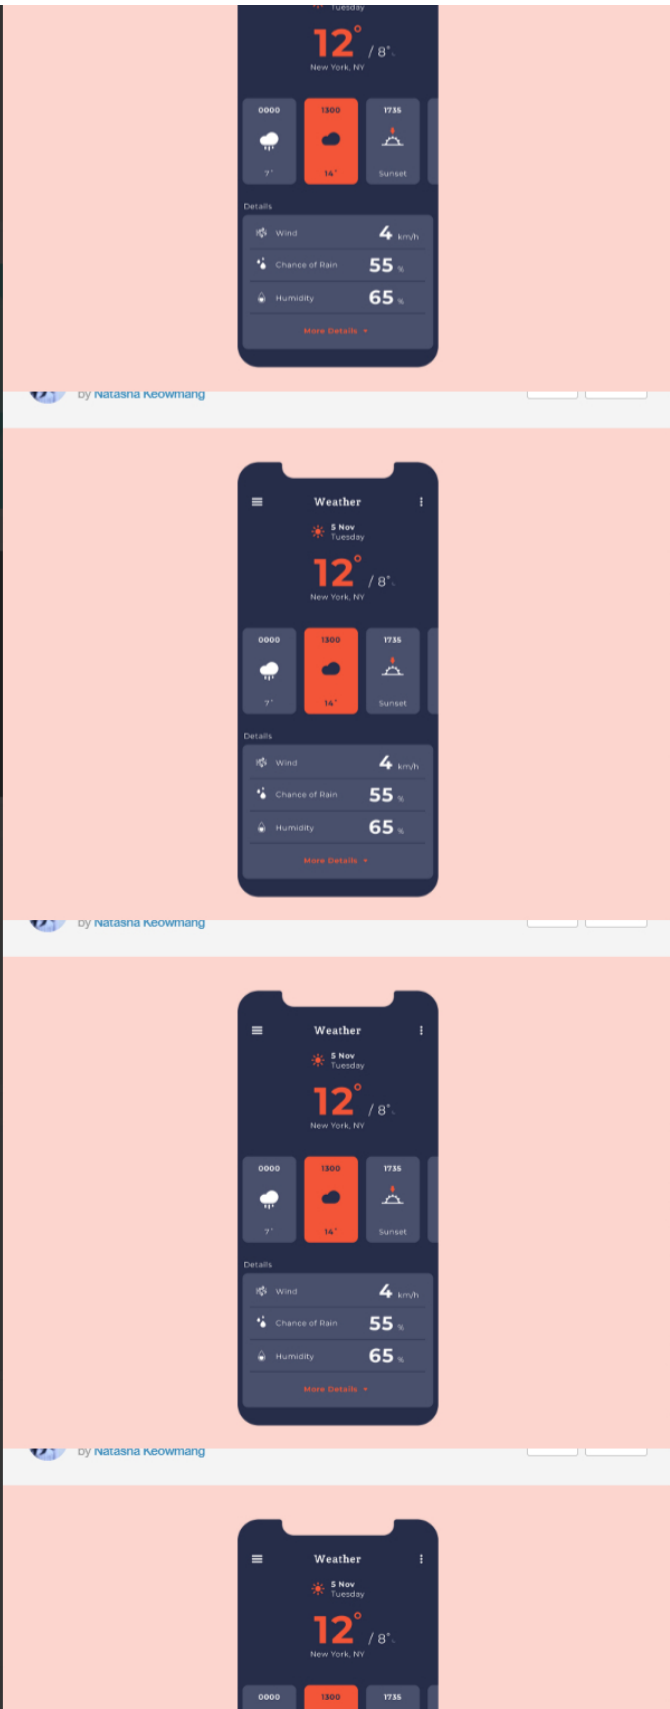 Tuesday
12° / 8°
New York, NY
0000 1300 1735
7° 14° Sunset
Details
Wind 4 km/h
Chance of Rain 55 %
Humidity 65 %
More Details
by Natasha Keowmang
Weather
5 Nov
Tuesday
12° / 8°
New York, NY
0000 1300 1735
7° 14° Sunset
Details
Wind 4 km/h
Chance of Rain 55 %
Humidity 65 %
More Details
by Natasha Keowmang
Weather
5 Nov
Tuesday
12° / 8°
New York, NY
0000 1300 1735
7° 14° Sunset
Details
Wind 4 km/h
Chance of Rain 55 %
Humidity 65 %
More Details
by Natasha Keowmang
Weather
5 Nov
Tuesday
12° / 8°
New York, NY
0000 1300 1735